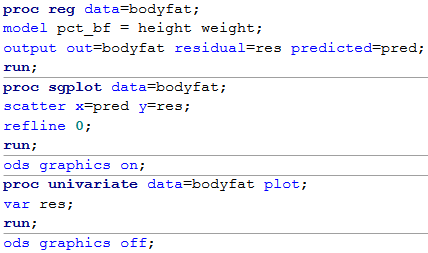 proc reg data=bodyfat;
model pct_bf = height weight;
output out=bodyfat residual=res predicted=pred;
run;
proc sgplot data=bodyfat;
scatter x=pred y=res;
refline 0;
run;
ods graphics on;
proc univariate data=bodyfat plot;
var res;
run;
ods graphics off;